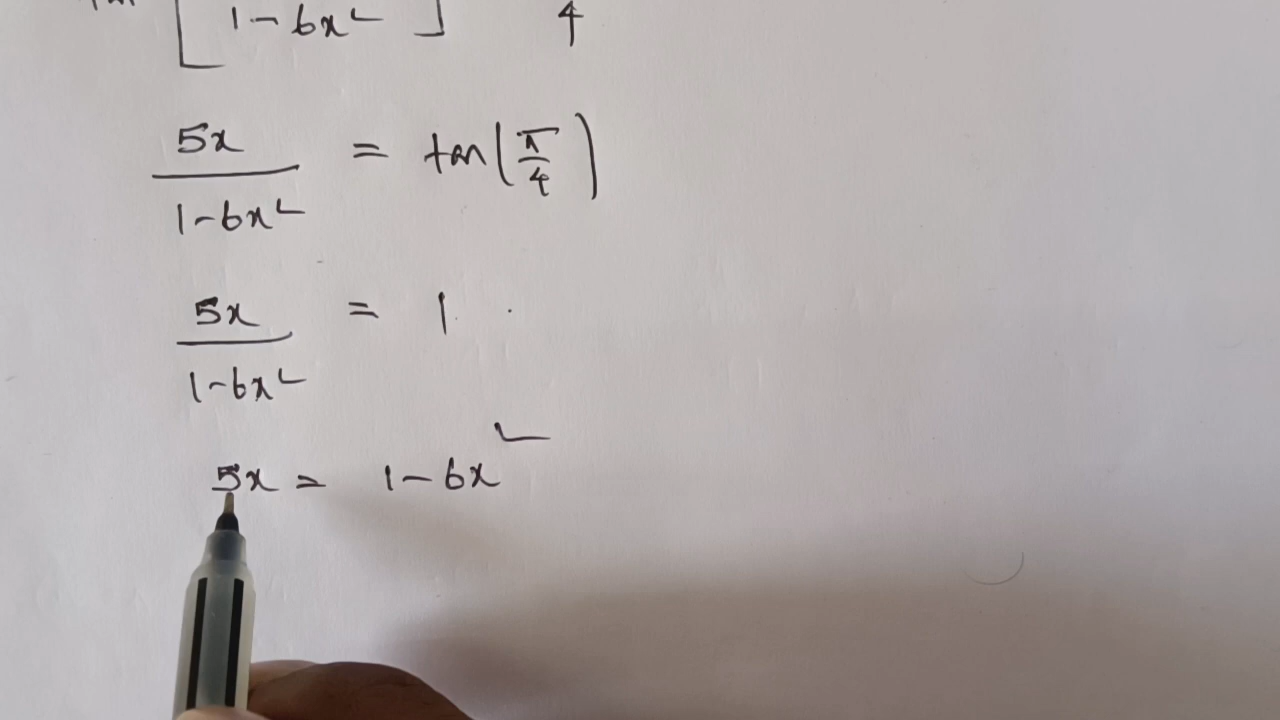 [ 1-6x² ] 4
5x / 1-6x² = tan(π/4)
5x / 1-6x² = 1
5x = 1-6x²